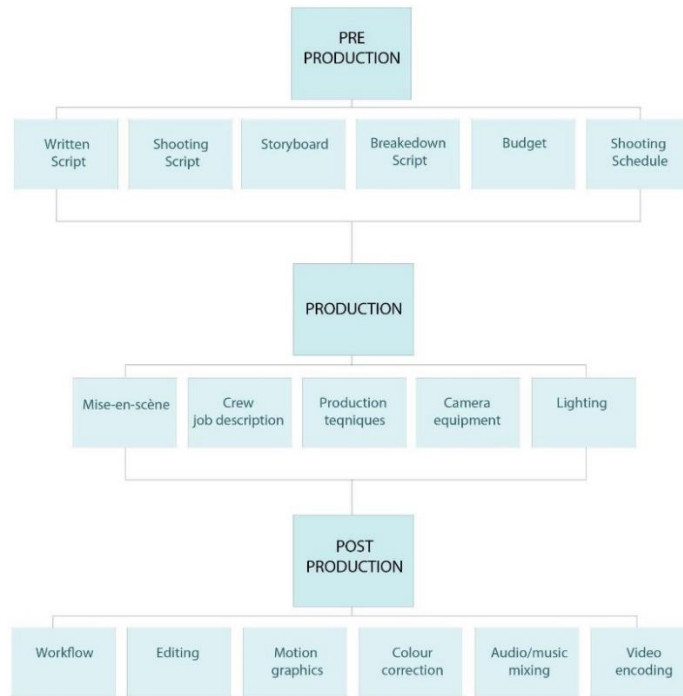 PRE
PRODUCTION
Written
Script
Shooting
Script
Storyboard
Breakedown
Script
Budget
Shooting
Schedule
PRODUCTION
Mise-en-scène
Crew
job description
Production
teqniques
Camera
equipment
Lighting
POST
PRODUCTION
Workflow
Editing
Motion
graphics
Colour
correction
Audio/music
mixing
Video
encoding